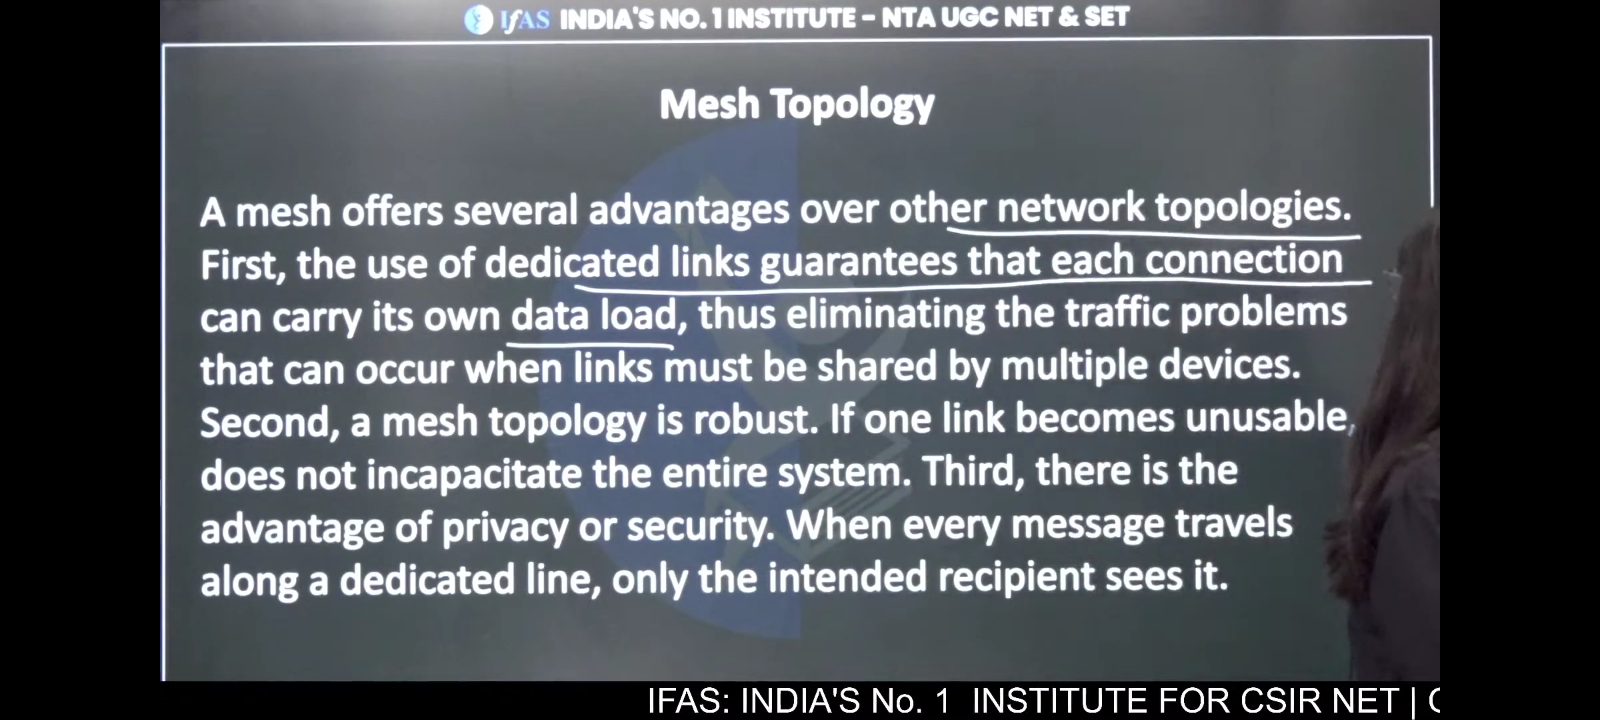 IfAS INDIA'S NO. 1 INSTITUTE – NTA UGC NET & SET
Mesh Topology
A mesh offers several advantages over other network topologies.
First, the use of dedicated links guarantees that each connection
can carry its own data load, thus eliminating the traffic problems
that can occur when links must be shared by multiple devices.
Second, a mesh topology is robust. If one link becomes unusable,
does not incapacitate the entire system. Third, there is the
advantage of privacy or security. When every message travels
along a dedicated line, only the intended recipient sees it.
IFAS: INDIA'S No. 1 INSTITUTE FOR CSIR NET |